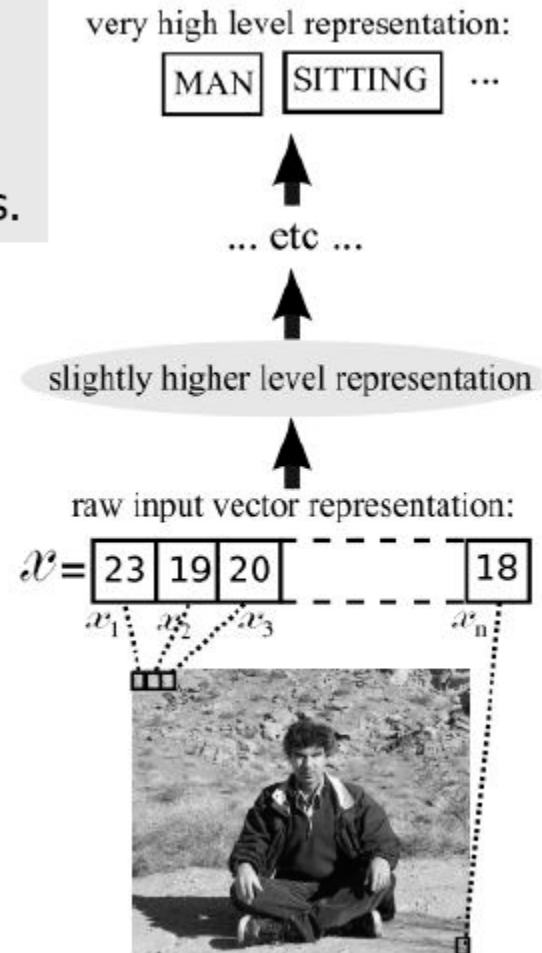 s.
very high level representation:
MAN SITTING ...
... etc ...
slightly higher level representation
raw input vector representation:
x = 23 19 20 18
x1 x2 x3 xn